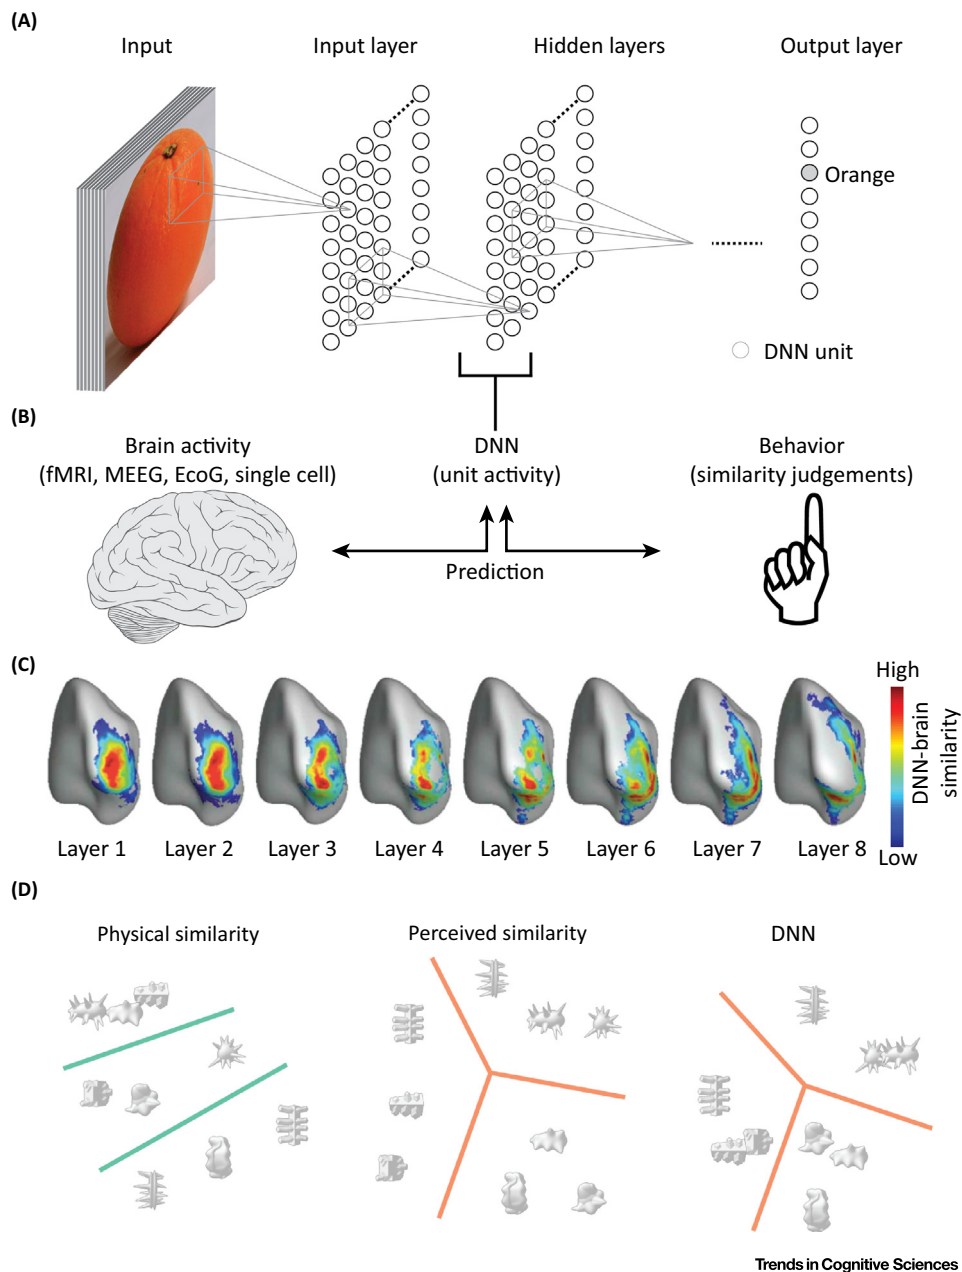 (A)
Input
Input layer
Hidden layers
Output layer
Orange
DNN unit
(B)
Brain activity
(fMRI, MEEG, EcoG, single cell)
DNN
(unit activity)
Behavior
(similarity judgements)
Prediction
(C)
High
DNN-brain
similarity
Low
Layer 1
Layer 2
Layer 3
Layer 4
Layer 5
Layer 6
Layer 7
Layer 8
(D)
Physical similarity
Perceived similarity
DNN
Trends in Cognitive Sciences